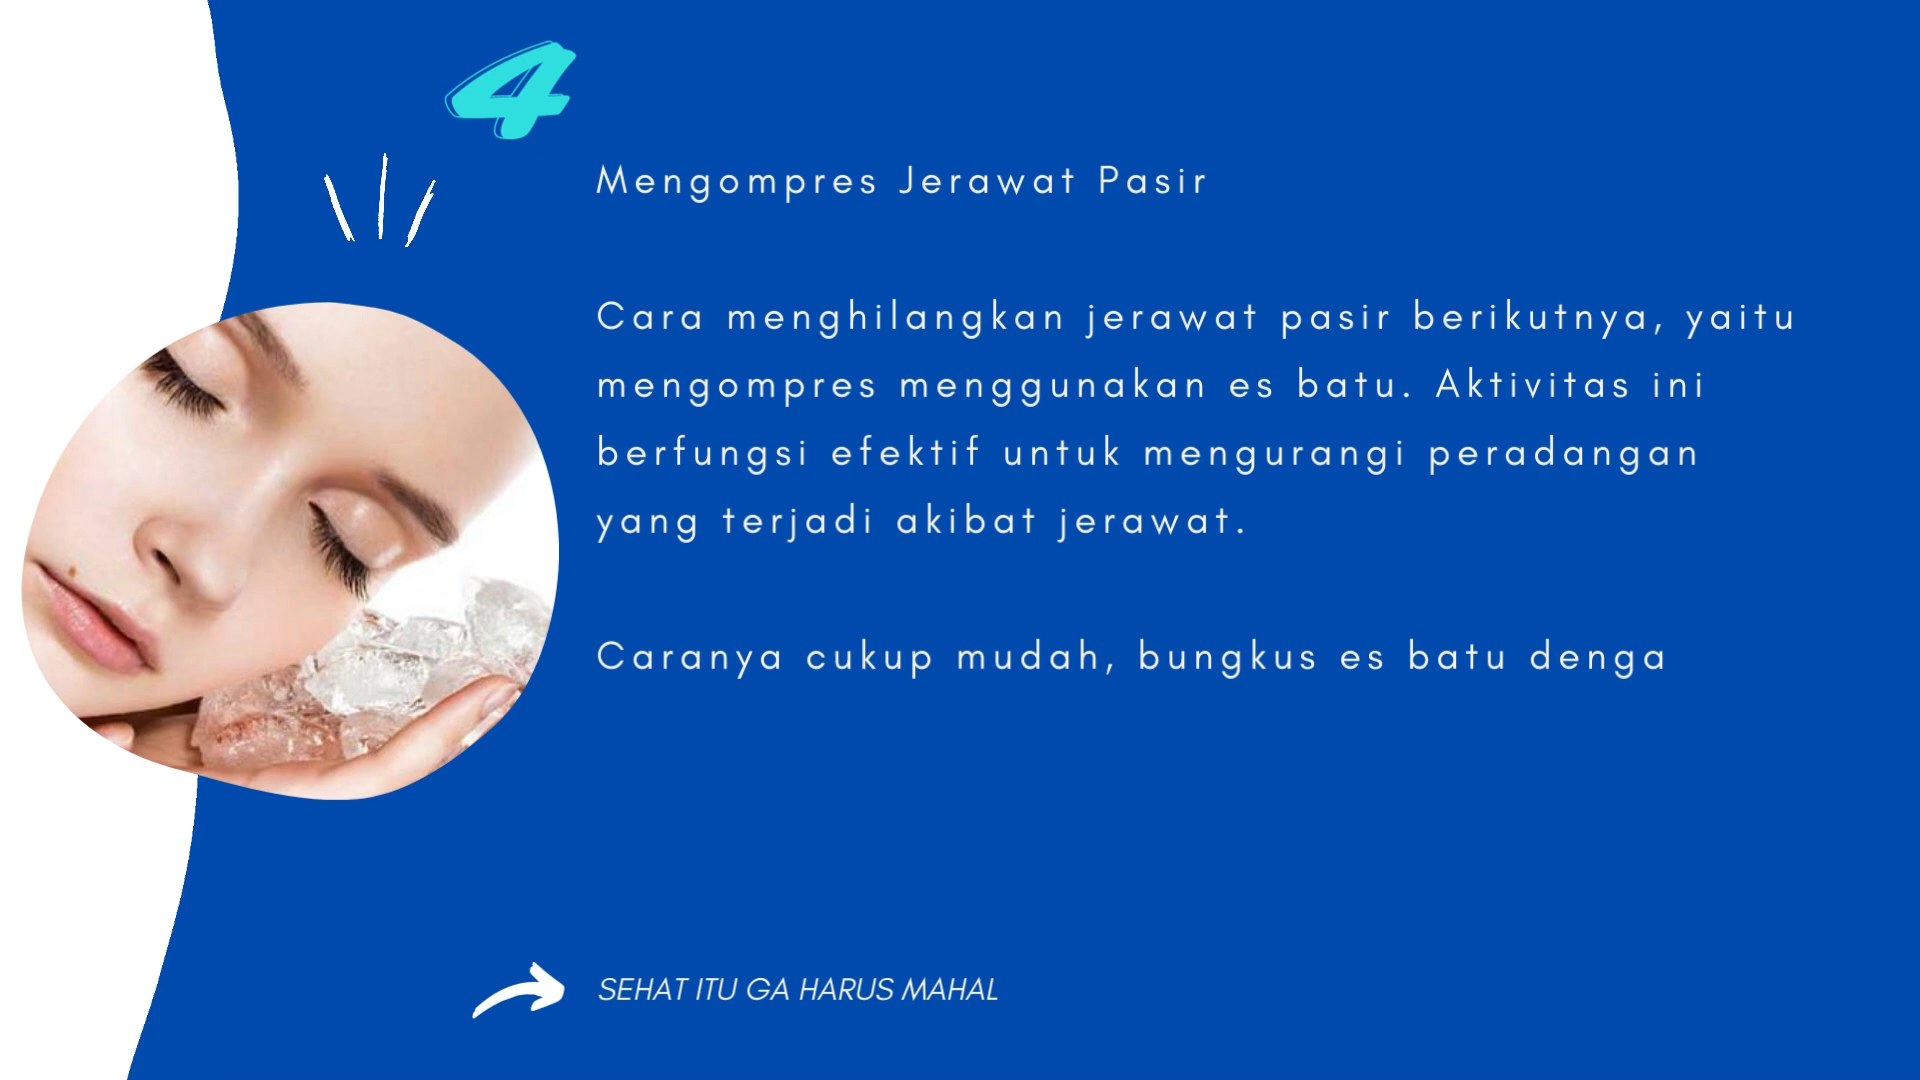 4
Mengompres Jerawat Pasir
Cara menghilangkan jerawat pasir berikutnya, yaitu
mengompres menggunakan es batu. Aktivitas ini
berfungsi efektif untuk mengurangi peradangan
yang terjadi akibat jerawat.
Caranya cukup mudah, bungkus es batu denga
SEHAT ITU GA HARUS MAHAL